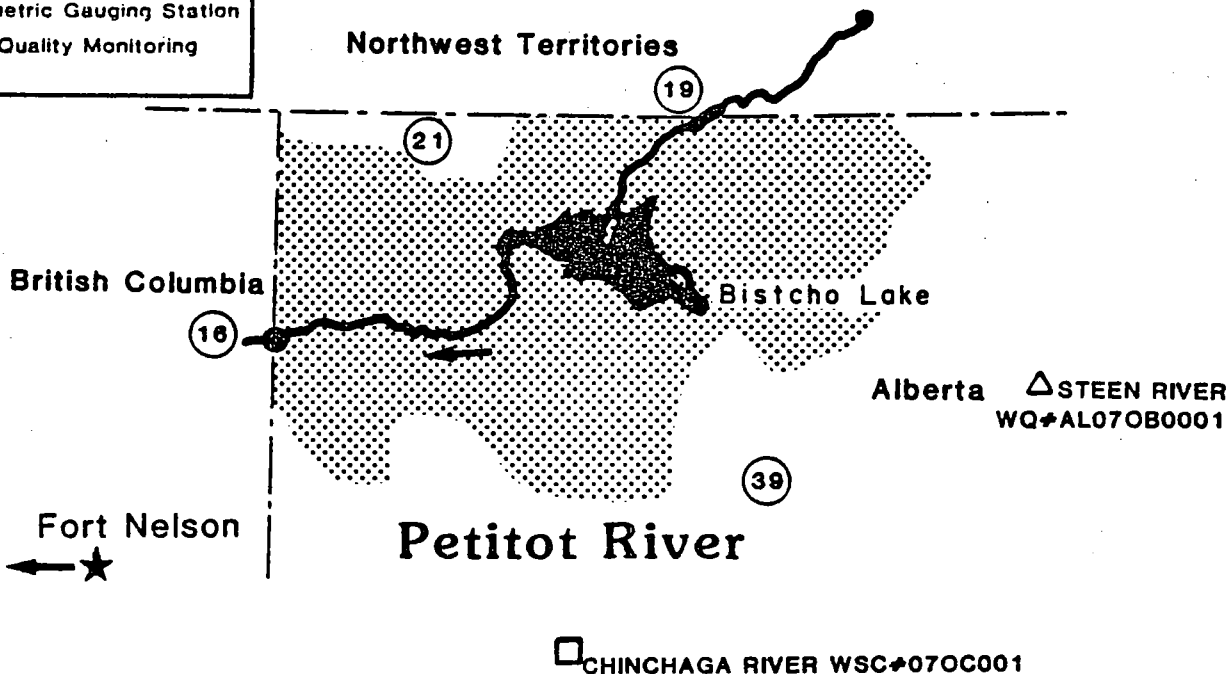 metric Gauging Station
Quality Monitoring
Northwest Territories
19
21
British Columbia
16
Bistcho Lake
Alberta
STEEN RIVER
WQ#AL07OB0001
39
Fort Nelson
Petitot River
CHINCHAGA RIVER WSC#07OC001